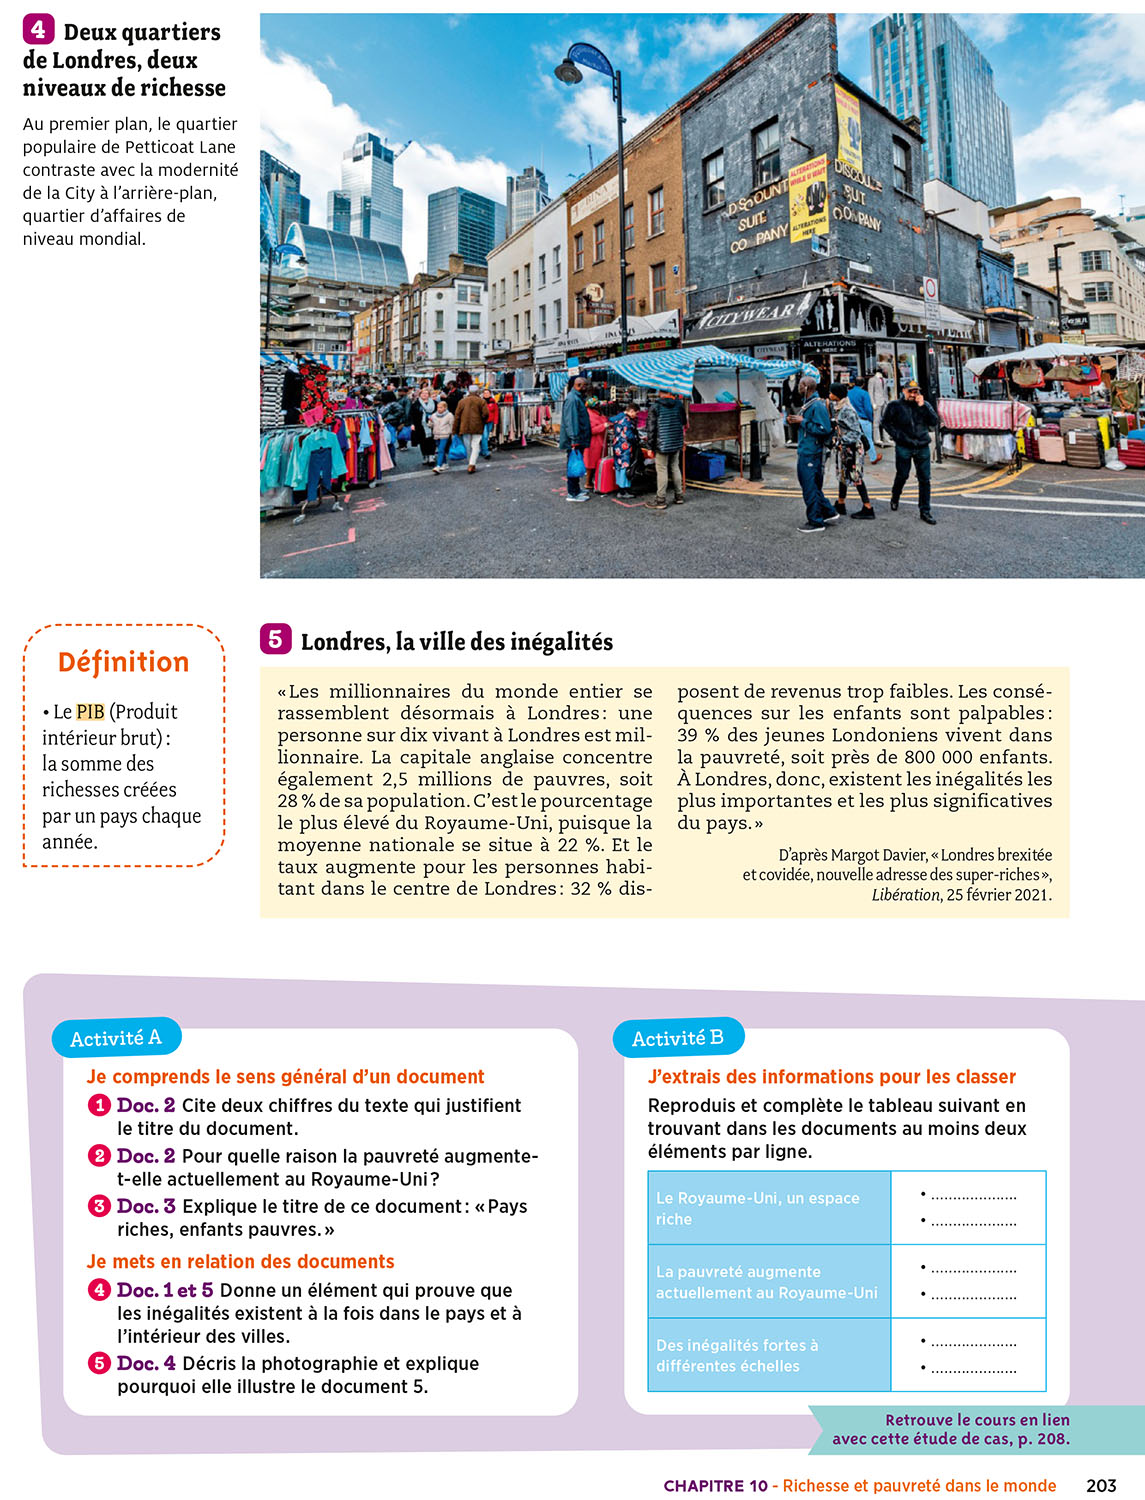 4 Deux quartiers
de Londres, deux
niveaux de richesse
Au premier plan, le quartier
populaire de Petticoat Lane
contraste avec la modernité
de la City à l'arrière-plan,
quartier d'affaires de
niveau mondial.
ALTERATIONS
WHILE U WAIT
ALTERATIONS
HERE
DISCOUNT
SUIT
COMPANY
DISCOUNT
SUIT
COMPANY
CITYWEAR
CITYWEAR
ALTERATIONS
HERE
Définition
• Le PIB (Produit
intérieur brut) :
la somme des
richesses créées
par un pays chaque
année.
5 Londres, la ville des inégalités
« Les millionnaires du monde entier se
rassemblent désormais à Londres : une
personne sur dix vivant à Londres est mil-
lionnaire. La capitale anglaise concentre
également 2,5 millions de pauvres, soit
28 % de sa population. C'est le pourcentage
le plus élevé du Royaume-Uni, puisque la
moyenne nationale se situe à 22 %. Et le
taux augmente pour les personnes habi-
tant dans le centre de Londres : 32 % dis-
posent de revenus trop faibles. Les consé-
quences sur les enfants sont palpables :
39 % des jeunes Londoniens vivent dans
la pauvreté, soit près de 800 000 enfants.
À Londres, donc, existent les inégalités les
plus importantes et les plus significatives
du pays. »
D'après Margot Davier, « Londres brexitée
et covidée, nouvelle adresse des super-riches »,
Libération, 25 février 2021.
Activité A
Je comprends le sens général d'un document
1 Doc. 2 Cite deux chiffres du texte qui justifient
le titre du document.
2 Doc. 2 Pour quelle raison la pauvreté augmente-
t-elle actuellement au Royaume-Uni ?
3 Doc. 3 Explique le titre de ce document : « Pays
riches, enfants pauvres. »
Je mets en relation des documents
4 Doc. 1 et 5 Donne un élément qui prouve que
les inégalités existent à la fois dans le pays et à
l'intérieur des villes.
5 Doc. 4 Décris la photographie et explique
pourquoi elle illustre le document 5.
Activité B
J'extrais des informations pour les classer
Reproduis et complète le tableau suivant en
trouvant dans les documents au moins deux
éléments par ligne.
Le Royaume-Uni, un espace
riche
• ....................
• ....................
La pauvreté augmente
actuellement au Royaume-Uni
• ....................
• ....................
Des inégalités fortes à
différentes échelles
• ....................
• ....................
Retrouve le cours en lien
avec cette étude de cas, p. 208.
CHAPITRE 10 - Richesse et pauvreté dans le monde 203